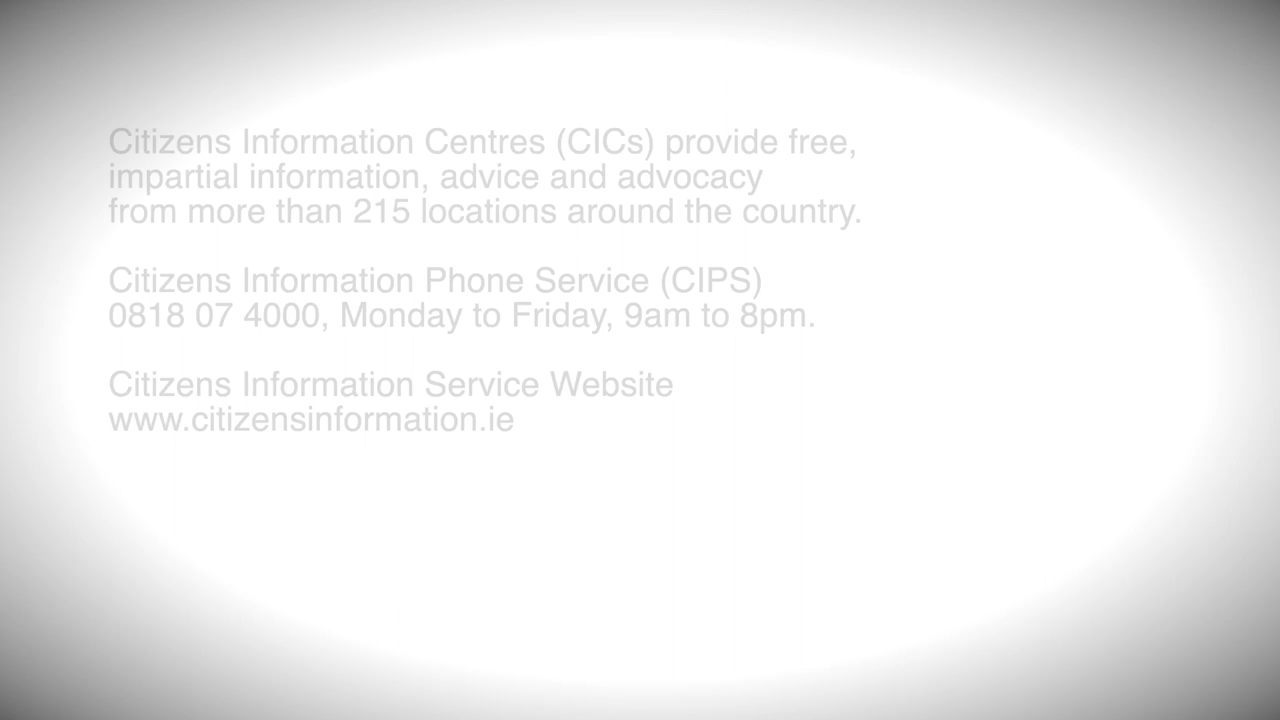 Citizens Information Centres (CICs) provide free,
impartial information, advice and advocacy
from more than 215 locations around the country.
Citizens Information Phone Service (CIPS)
0818 07 4000, Monday to Friday, 9am to 8pm.
Citizens Information Service Website
www.citizensinformation.ie